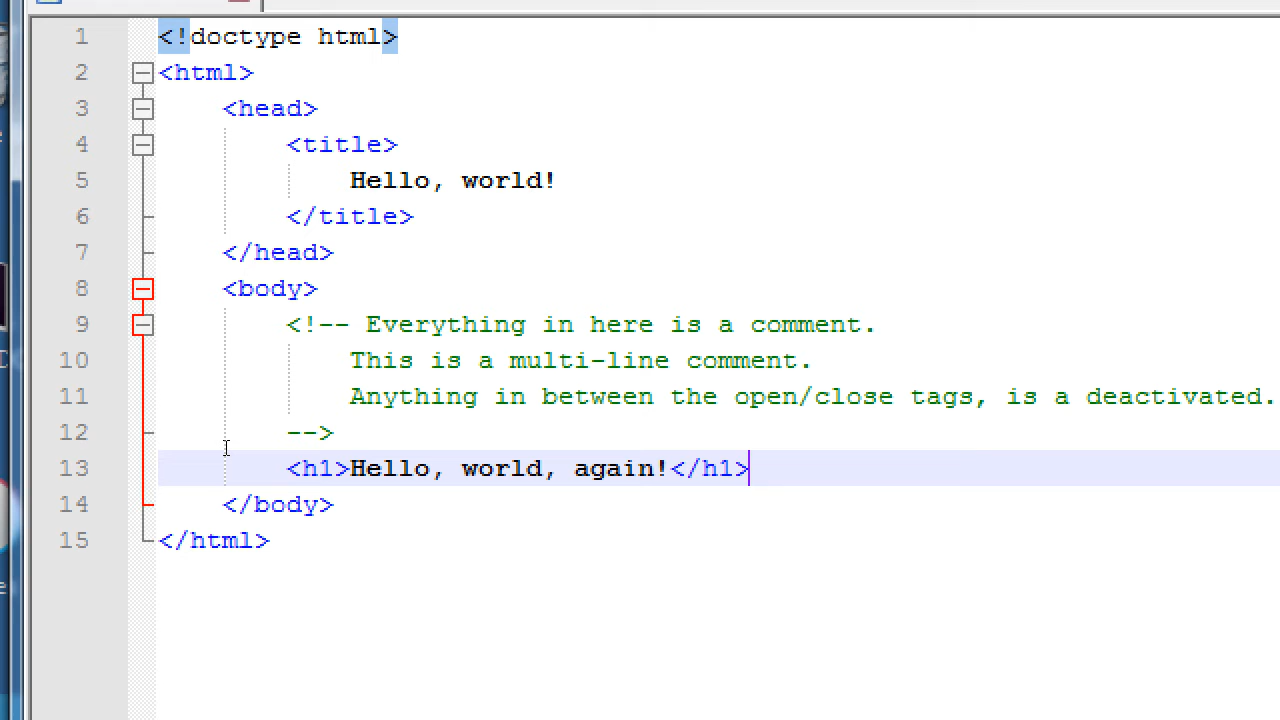 1 <!doctype html>
2 <html>
3 <head>
4 <title>
5 Hello, world!
6 </title>
7 </head>
8 <body>
9 <!-- Everything in here is a comment.
10 This is a multi-line comment.
11 Anything in between the open/close tags, is a deactivated.
12 -->
13 <h1>Hello, world, again!</h1>
14 </body>
15 </html>